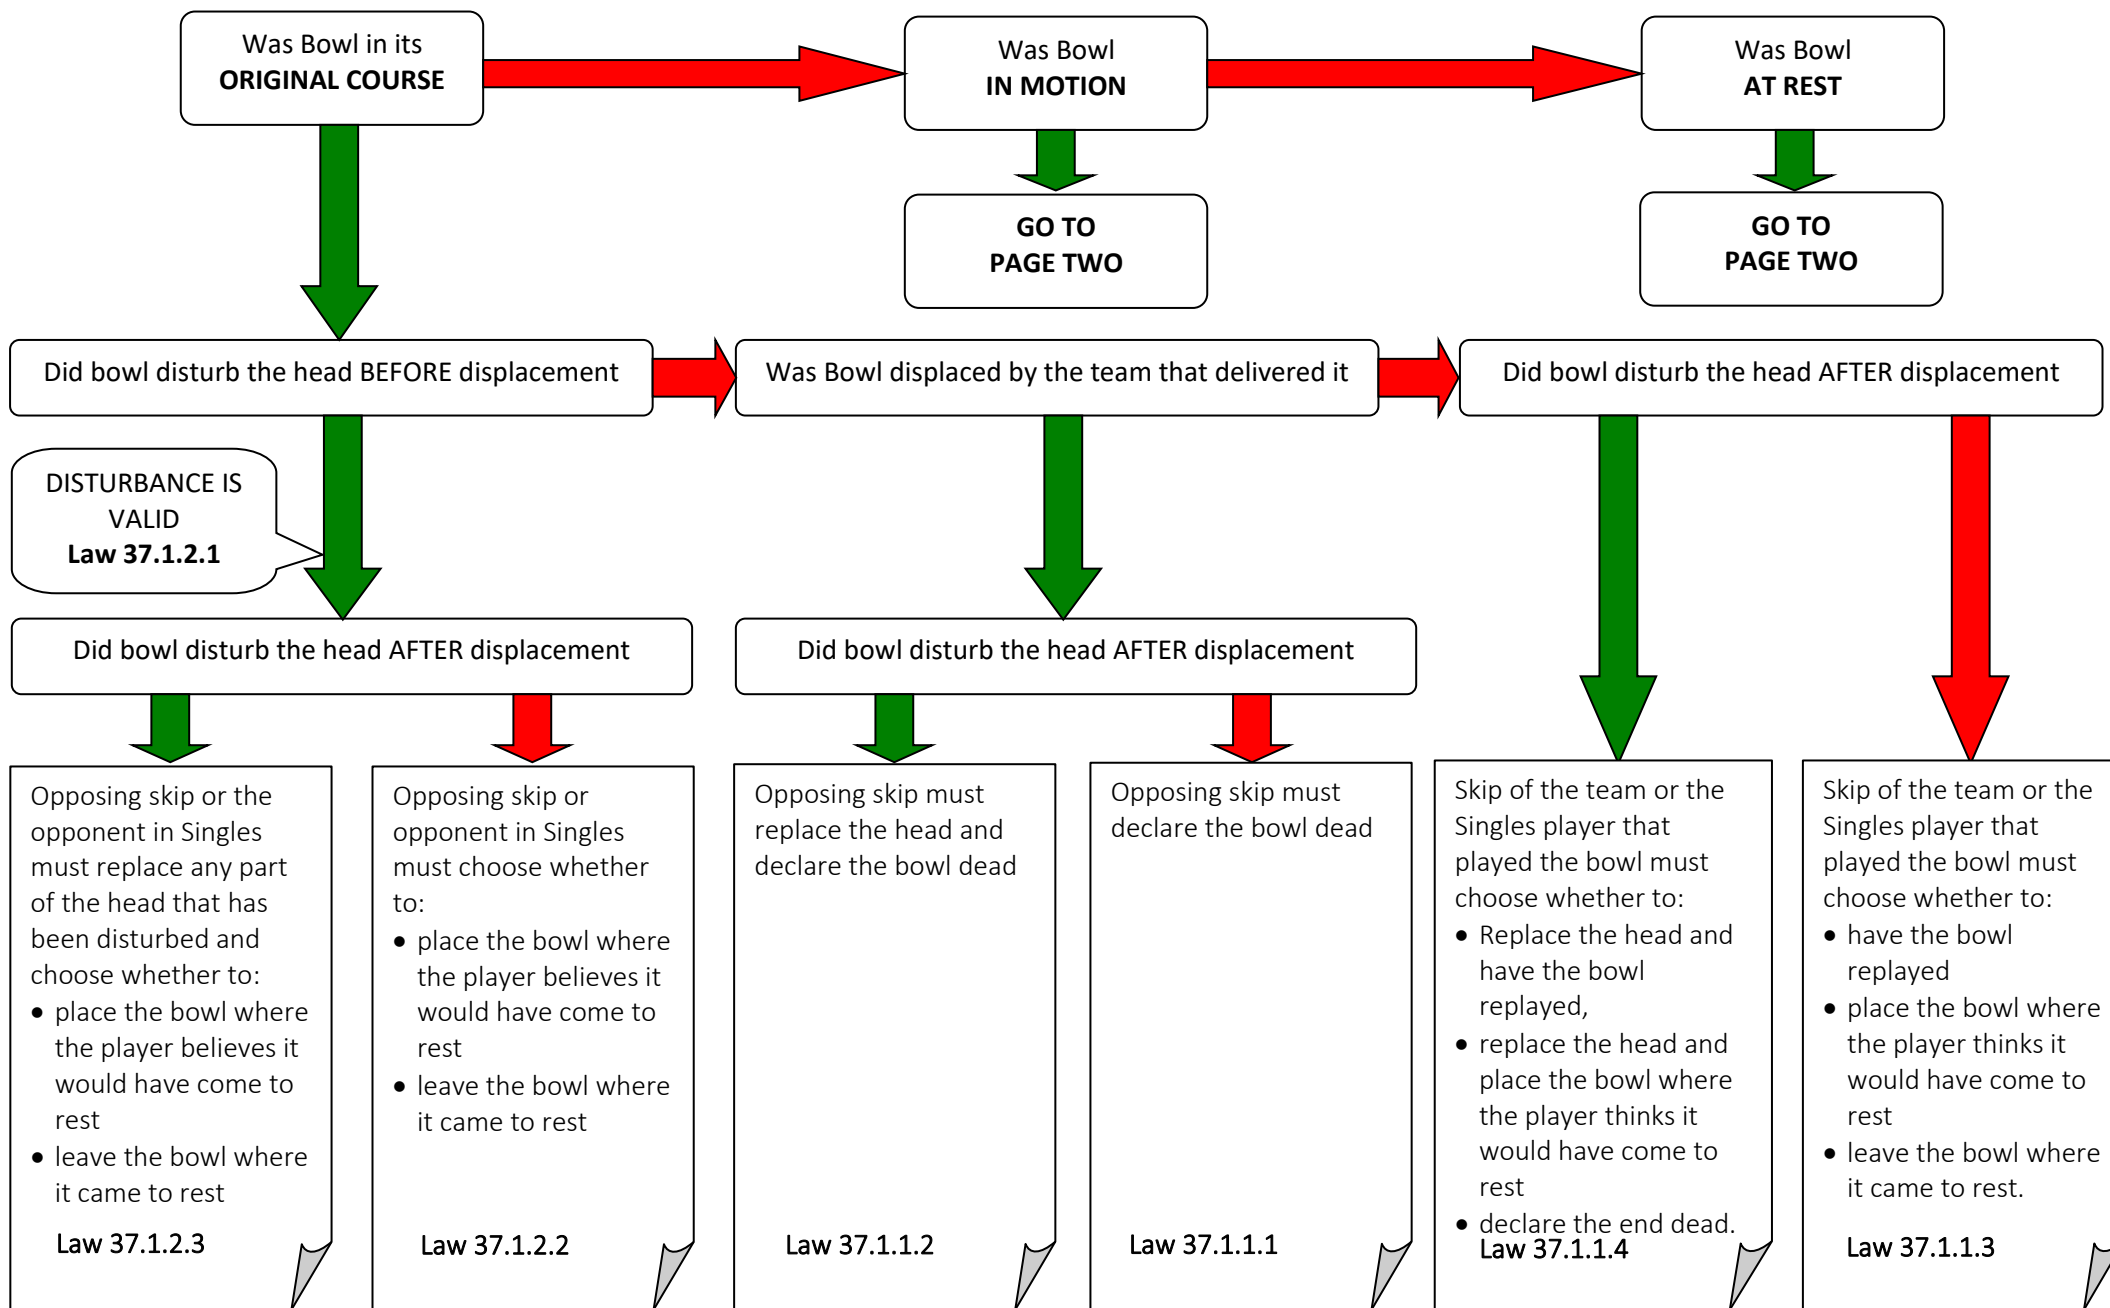 Was Bowl in its
ORIGINAL COURSE
Was Bowl
IN MOTION
Was Bowl
AT REST
GO TO
PAGE TWO
GO TO
PAGE TWO
Did bowl disturb the head BEFORE displacement
Was Bowl displaced by the team that delivered it
Did bowl disturb the head AFTER displacement
DISTURBANCE IS
VALID
Law 37.1.2.1
Did bowl disturb the head AFTER displacement
Did bowl disturb the head AFTER displacement
Opposing skip or the
opponent in Singles
must replace any part
of the head that has
been disturbed and
choose whether to:
• place the bowl where
the player believes it
would have come to
rest
• leave the bowl where
it came to rest
Law 37.1.2.3
Opposing skip or
opponent in Singles
must choose whether
to:
• place the bowl where
the player believes it
would have come to
rest
• leave the bowl where
it came to rest
Law 37.1.2.2
Opposing skip must
replace the head and
declare the bowl dead
Law 37.1.1.2
Opposing skip must
declare the bowl dead
Law 37.1.1.1
Skip of the team or the
Singles player that
played the bowl must
choose whether to:
• Replace the head and
have the bowl
replayed,
• replace the head and
place the bowl where
the player thinks it
would have come to
rest
• declare the end dead.
Law 37.1.1.4
Skip of the team or the
Singles player that
played the bowl must
choose whether to:
• have the bowl
replayed
• place the bowl where
the player thinks it
would have come to
rest
• leave the bowl where
it came to rest.
Law 37.1.1.3